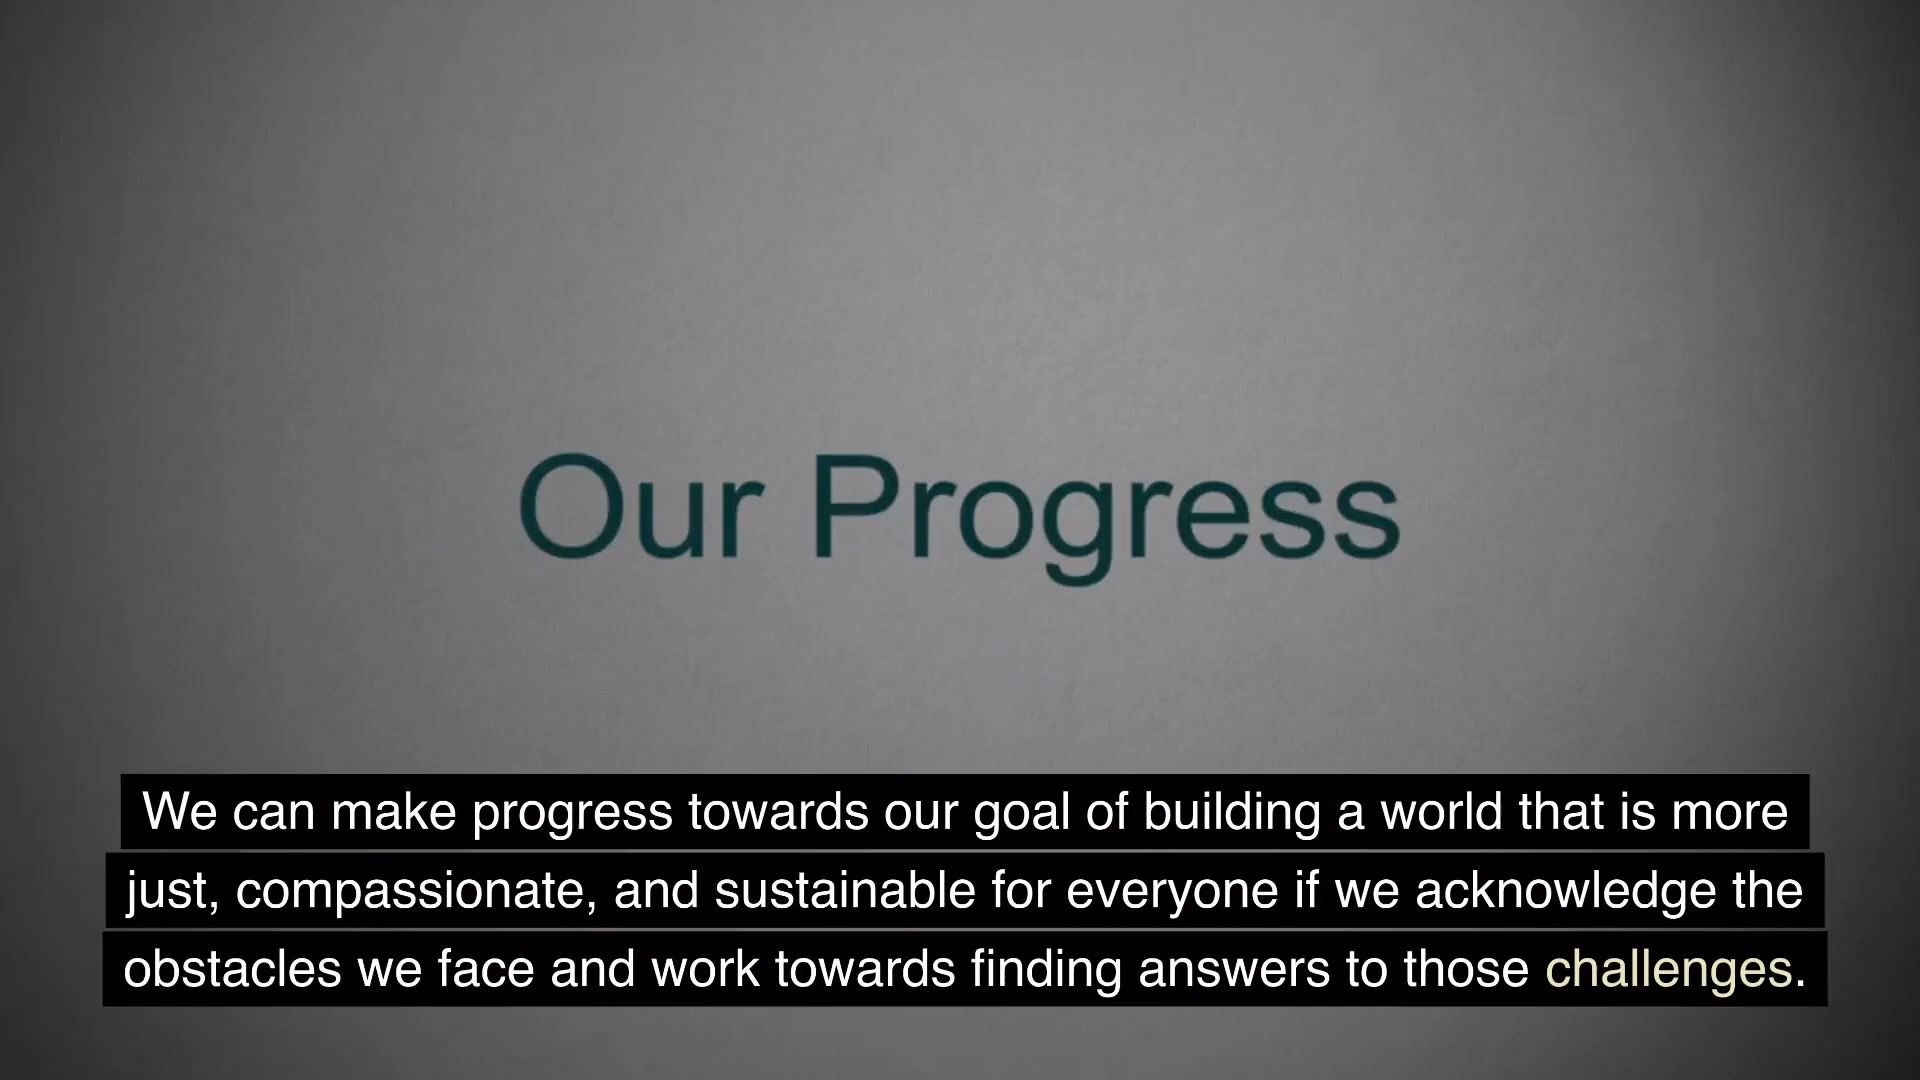 Our Progress
We can make progress towards our goal of building a world that is more
just, compassionate, and sustainable for everyone if we acknowledge the
obstacles we face and work towards finding answers to those challenges.